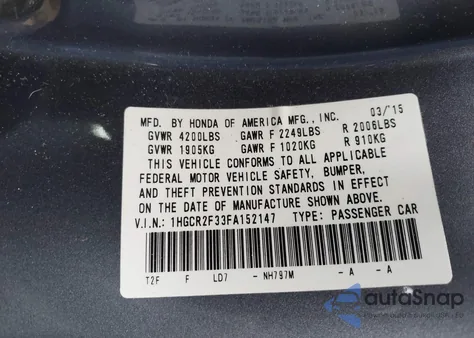 MFD. BY HONDA OF AMERICA MFG., INC. 03/15
GVWR 4200LBS GAWR F 2249LBS R 2006LBS
GVWR 1905KG GAWR F 1020KG R 910KG
THIS VEHICLE CONFORMS TO ALL APPLICABLE
FEDERAL MOTOR VEHICLE SAFETY, BUMPER,
AND THEFT PREVENTION STANDARDS IN EFFECT
ON THE DATE OF MANUFACTURE SHOWN ABOVE.
V.I.N.: 1HGCR2F33FA152147 TYPE: PASSENGER CAR
T2F F LD7 -NH797M -A -A
autoSnap